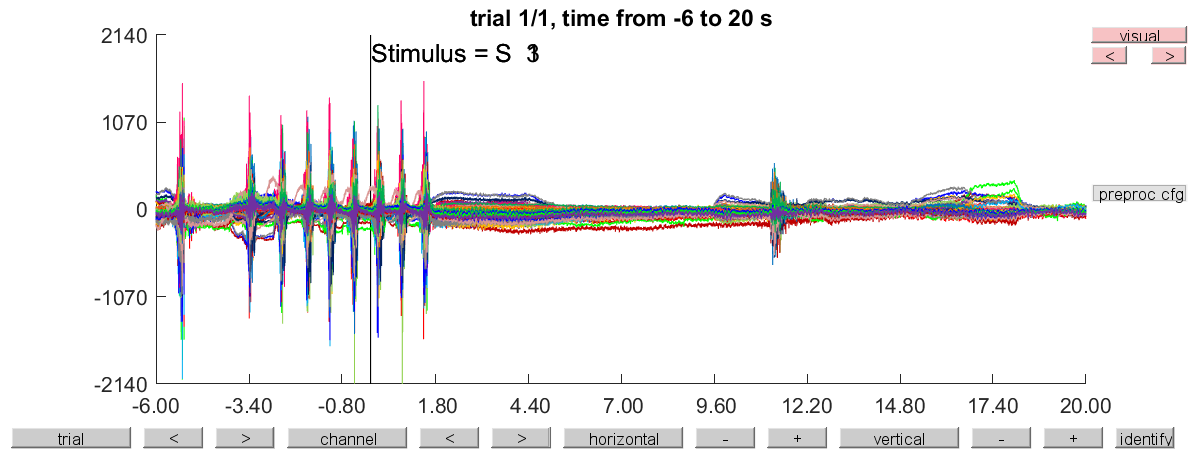 trial 1/1, time from -6 to 20 s
visual
< >
Stimulus = S
2140
1070
0
-1070
-2140
preproc cfg
-6.00 -3.40 -0.80 1.80 4.40 7.00 9.60 12.20 14.80 17.40 20.00
trial < > channel < > horizontal - + vertical - + identify